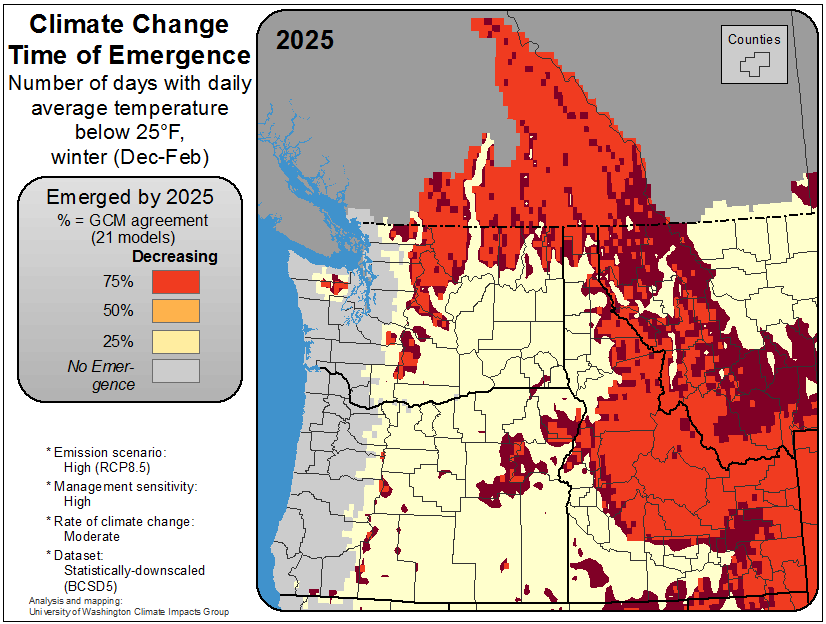 Climate Change
Time of Emergence
Number of days with daily
average temperature
below 25°F,
winter (Dec-Feb)
Emerged by 2025
% = GCM agreement
(21 models)
Decreasing
75%
50%
25%
No Emer-
gence
* Emission scenario:
High (RCP8.5)
* Management sensitivity:
High
* Rate of climate change:
Moderate
* Dataset:
Statistically-downscaled
(BCSD5)
Analysis and mapping:
University of Washington Climate Impacts Group
2025
Counties